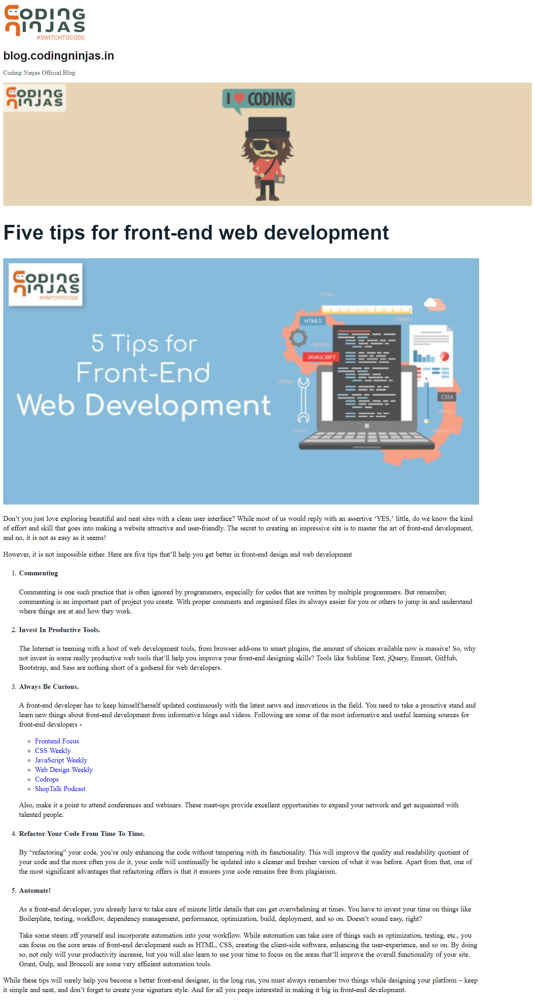 CODING
NINJAS
#SWITCHTOCODE
blog.codingninjas.in
Coding Ninjas Official Blog
CODING
NINJAS
I ❤ CODING
Five tips for front-end web development
CODING
NINJAS
#SWITCHTOCODE
<title>
<label>
HTML5
5 Tips for
<script>
JAVASCRIPT
Front-End
<head>
CSS3
Web Development
<form>
<div>
<button>
Don’t you just love exploring beautiful and neat sites with a clean user interface? While most of us would reply with an assertive ‘YES,’ little, do we know the kind
of effort and skill that goes into making a website attractive and user-friendly. The secret to creating an impressive site is to master the art of front-end development,
and no, it is not as easy as it seems!
However, it is not impossible either. Here are five tips that’ll help you get better in front-end design and web development
1. Commenting
Commenting is one such practice that is often ignored by programmers, especially for codes that are written by multiple programmers. But remember,
commenting is an important part of project you create. With proper comments and organised files its always easier for you or others to jump in and understand
where things are at and how they work.
2. Invest In Productive Tools.
The Internet is teeming with a host of web development tools, from browser add-ons to smart plugins, the amount of choices available now is massive! So, why
not invest in some really productive web tools that’ll help you improve your front-end designing skills? Tools like Sublime Text, jQuery, Emmet, GitHub,
Bootstrap, and Sass are nothing short of a godsend for web developers.
3. Always Be Curious.
A front-end developer has to keep himself/herself updated continuously with the latest news and innovations in the field. You need to take a proactive stand and
learn new things about front-end development from informative blogs and videos. Following are some of the most informative and useful learning sources for
front-end developers -
Frontend Focus
CSS Weekly
JavaScript Weekly
Web Design Weekly
Codrops
ShopTalk Podcast
Also, make it a point to attend conferences and webinars. These meet-ups provide excellent opportunities to expand your network and get acquainted with
talented people.
4. Refactor Your Code From Time To Time.
By “refactoring” your code, you’re only enhancing the code without tampering with its functionality. This will improve the quality and readability quotient of
your code and the more often you do it, your code will continually be updated into a cleaner and fresher version of what it was before. Apart from that, one of
the most significant advantages that refactoring offers is that it ensures your code remains free from plagiarism.
5. Automate!
As a front-end developer, you already have to take care of minute little details that can get overwhelming at times. You have to invest your time on things like
Boilerplate, testing, workflow, dependency management, performance, optimization, build, deployment, and so on. Doesn’t sound easy, right?
Take some steam off yourself and incorporate automation into your workflow. While automation can take care of things such as optimization, testing, etc., you
can focus on the core areas of front-end development such as HTML, CSS, creating the client-side software, enhancing the user-experience, and so on. By doing
so, not only will your productivity increase, but you will also learn to use your time to focus on the areas that’ll improve the overall functionality of your site.
Grunt, Gulp, and Broccoli are some very efficient automation tools.
While these tips will surely help you become a better front-end designer, in the long run, you must always remember two things while designing your platform – keep
it simple and neat, and don’t forget to create your signature style. And for all you peeps interested in making it big in front-end development.